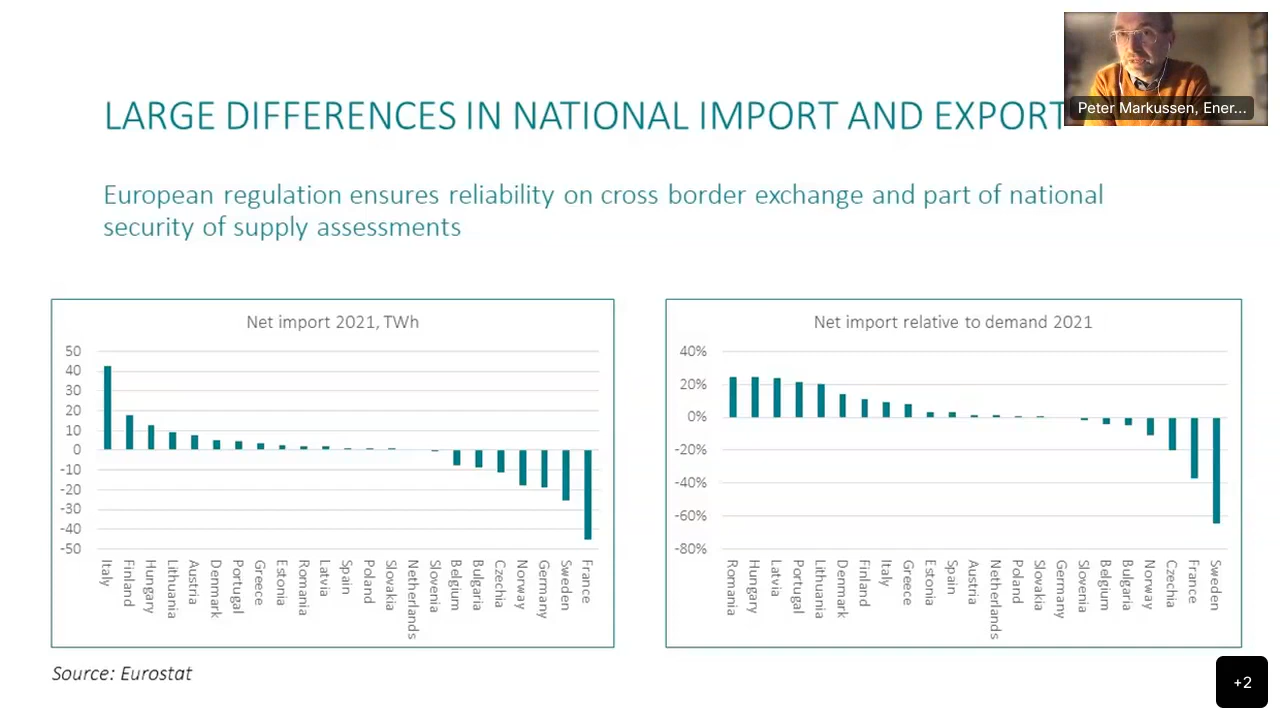 Peter Markussen, Ener...
LARGE DIFFERENCES IN NATIONAL IMPORT AND EXPORT
European regulation ensures reliability on cross border exchange and part of national
security of supply assessments
Net import 2021, TWh
50
40
30
20
10
0
-10
-20
-30
-40
-50
Italy
Finland
Hungary
Lithuania
Austria
Denmark
Portugal
Greece
Estonia
Romania
Latvia
Spain
Poland
Slovakia
Netherlands
Slovenia
Belgium
Bulgaria
Czechia
Norway
Germany
Sweden
France
Net import relative to demand 2021
40%
20%
0%
-20%
-40%
-60%
-80%
Romania
Hungary
Latvia
Portugal
Lithuania
Denmark
Finland
Italy
Greece
Estonia
Spain
Austria
Netherlands
Poland
Slovakia
Germany
Slovenia
Belgium
Bulgaria
Norway
Czechia
France
Sweden
Source: Eurostat
+2